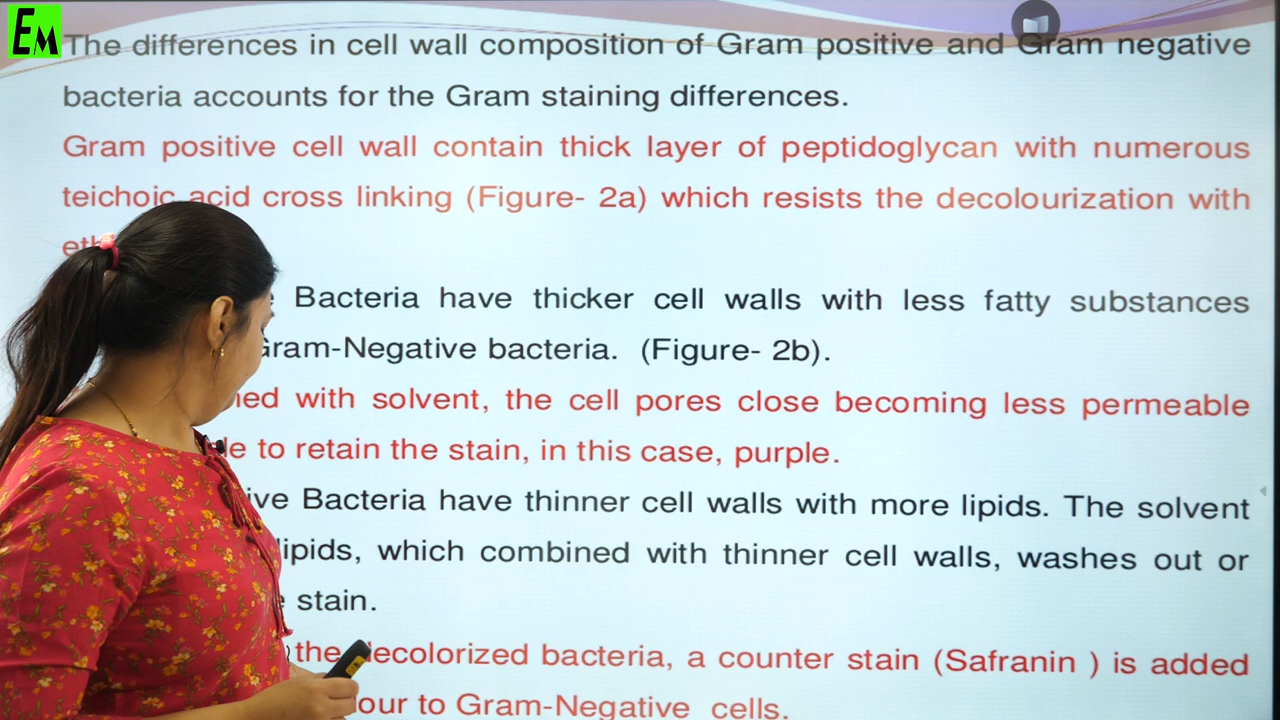 EM
The differences in cell wall composition of Gram positive and Gram negative
bacteria accounts for the Gram staining differences.
Gram positive cell wall contain thick layer of peptidoglycan with numerous
teichoic acid cross linking (Figure- 2a) which resists the decolourization with
Bacteria have thicker cell walls with less fatty substances
Gram-Negative bacteria. (Figure- 2b).
with solvent, the cell pores close becoming less permeable
to retain the stain, in this case, purple.
Bacteria have thinner cell walls with more lipids. The solvent
lipids, which combined with thinner cell walls, washes out or
stain.
the decolorized bacteria, a counter stain (Safranin ) is added
to Gram-Negative cells.